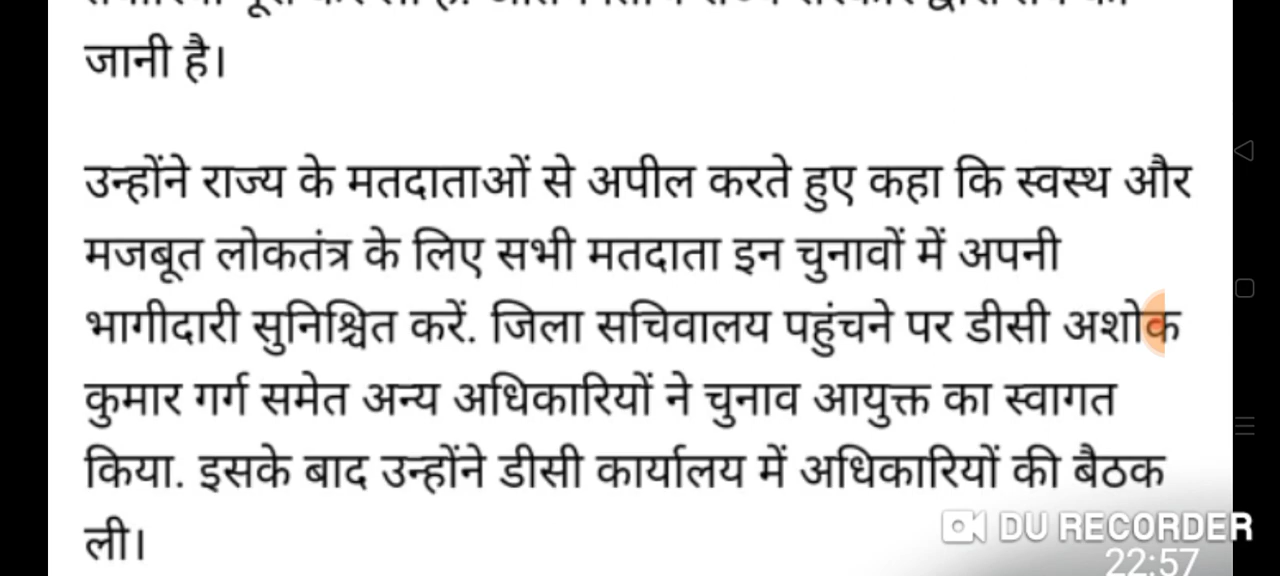 जानी है।
उन्होंने राज्य के मतदाताओं से अपील करते हुए कहा कि स्वस्थ और
मजबूत लोकतंत्र के लिए सभी मतदाता इन चुनावों में अपनी
भागीदारी सुनिश्चित करें. जिला सचिवालय पहुंचने पर डीसी अशोक
कुमार गर्ग समेत अन्य अधिकारियों ने चुनाव आयुक्त का स्वागत
किया. इसके बाद उन्होंने डीसी कार्यालय में अधिकारियों की बैठक
ली।
DU RECORDER
22:57